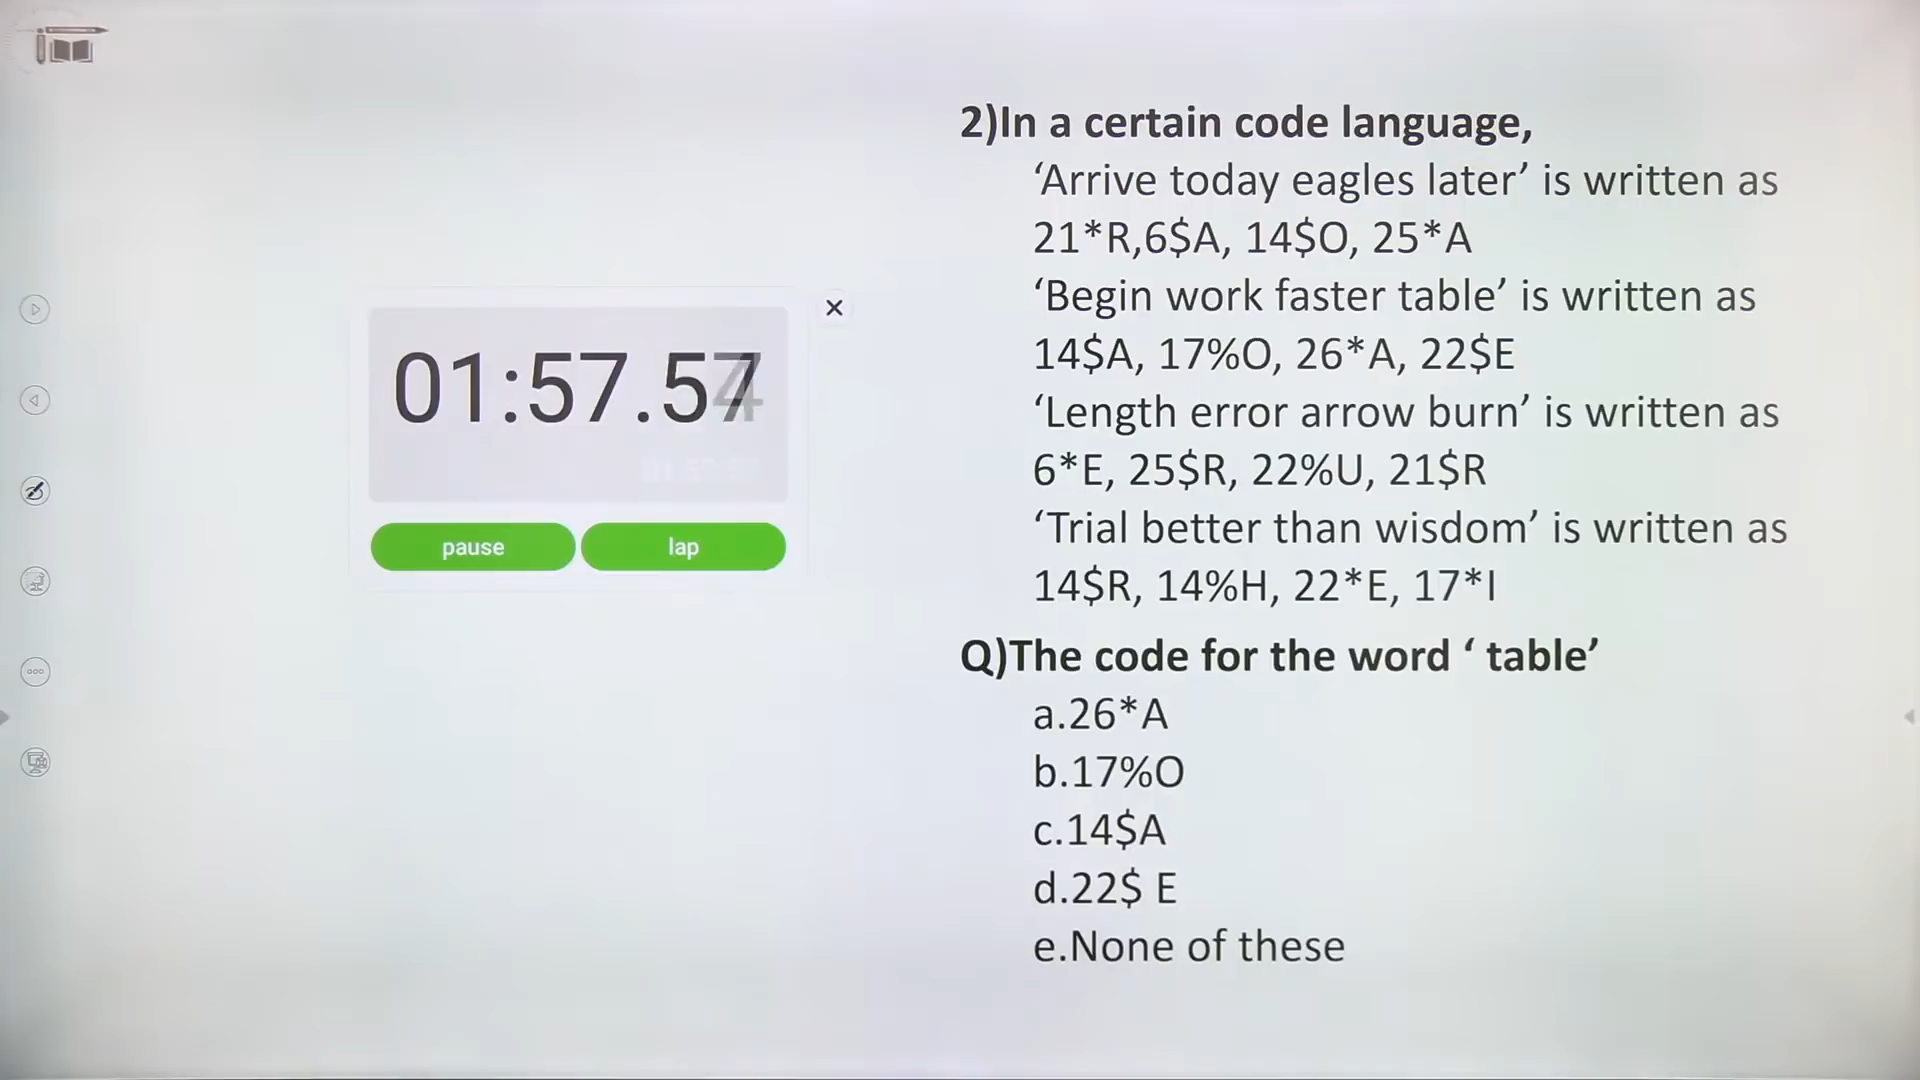 2)In a certain code language,
‘Arrive today eagles later’ is written as
21*R,6$A, 14$O, 25*A
‘Begin work faster table’ is written as
14$A, 17%O, 26*A, 22$E
‘Length error arrow burn’ is written as
6*E, 25$R, 22%U, 21$R
‘Trial better than wisdom’ is written as
14$R, 14%H, 22*E, 17*I
Q)The code for the word ‘ table’
a.26*A
b.17%O
c.14$A
d.22$ E
e.None of these
01:57.5
pause
lap